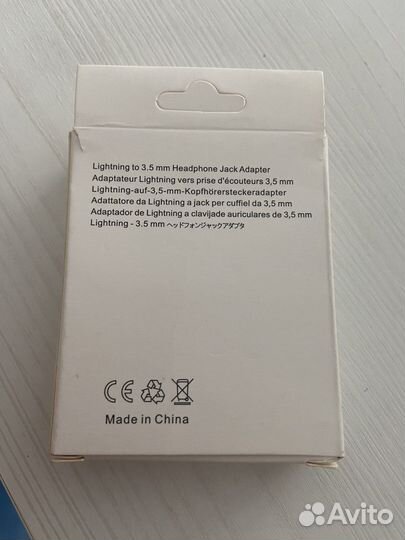 Lightning to 3.5 mm Headphone Jack Adapter
Adaptateur Lightning vers prise d'écouteurs 3,5 mm
Lightning-auf-3,5-mm-Kopfhörersteckeradapter
Adattatore da Lightning a jack per cuffiel da 3,5 mm
Adaptador de Lightning a clavijade auriculares de 3,5 mm
Lightning - 3.5 mm ヘッドフォンジャックアダプタ
CE
Made in China
Avito